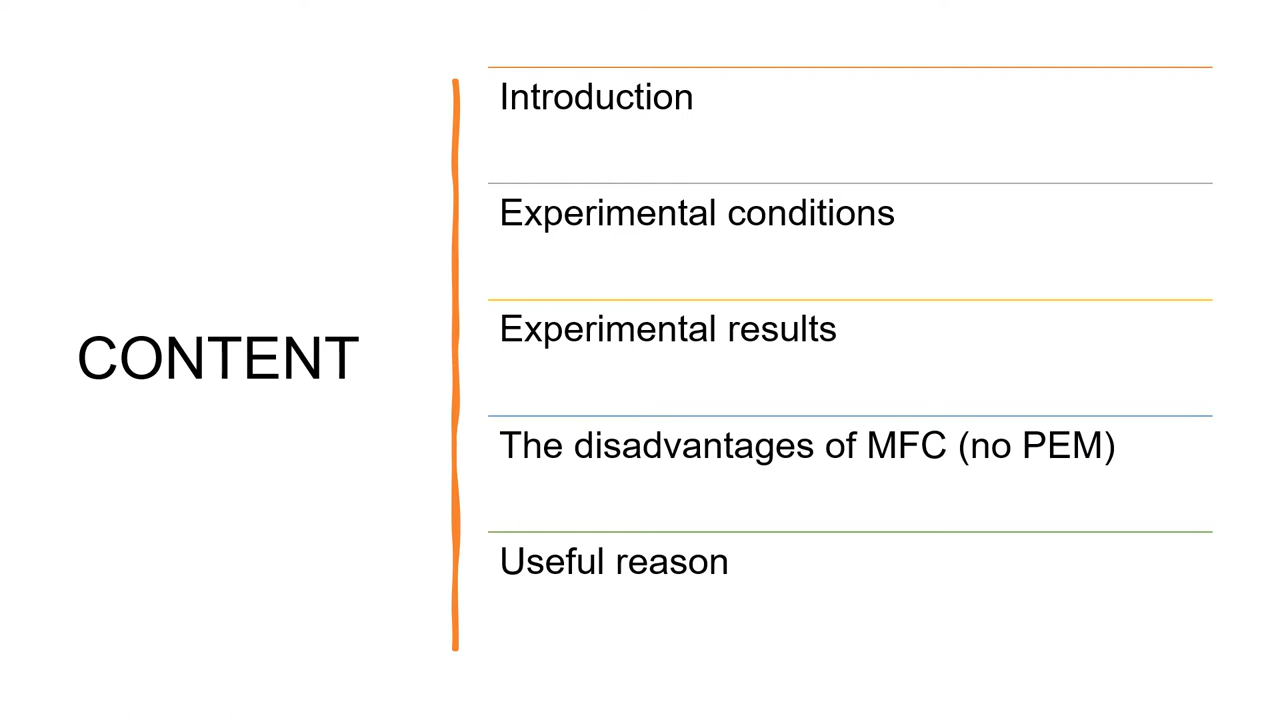 CONTENT
Introduction
Experimental conditions
Experimental results
The disadvantages of MFC (no PEM)
Useful reason